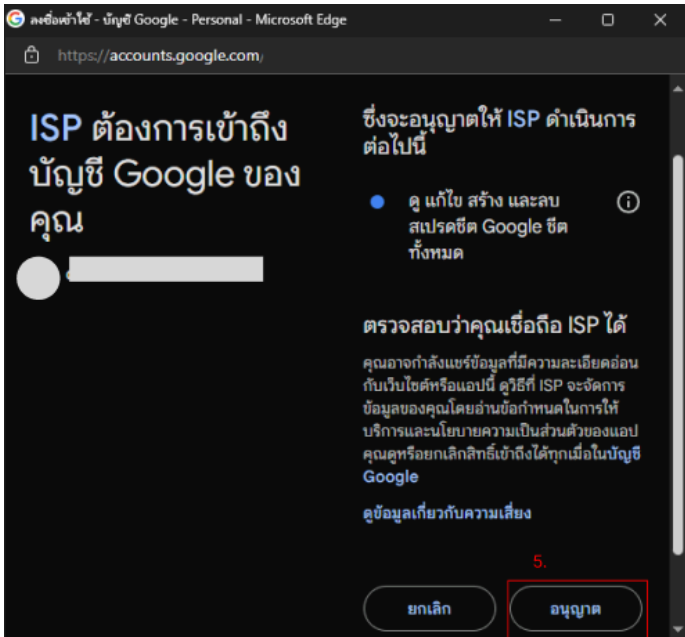 ลงชื่อเข้าใช้ - บัญชี Google - Personal - Microsoft Edge
https://accounts.google.com/
ISP ต้องการเข้าถึง
บัญชี Google ของ
คุณ
ซึ่งจะอนุญาตให้ ISP ดำเนินการ
ต่อไปนี้
ดู แก้ไข สร้าง และลบ
สเปรดชีต Google ชีต
ทั้งหมด
ตรวจสอบว่าคุณเชื่อถือ ISP ได้
คุณอาจกำลังแชร์ข้อมูลที่มีความละเอียดอ่อน
กับเว็บไซต์หรือแอปนี้ ดูวิธีที่ ISP จะจัดการ
ข้อมูลของคุณโดยอ่านข้อกำหนดในการให้
บริการและนโยบายความเป็นส่วนตัวของแอป
คุณดูหรือยกเลิกสิทธิ์เข้าถึงได้ทุกเมื่อในบัญชี
Google
ดูข้อมูลเกี่ยวกับความเสี่ยง
5.
ยกเลิก
อนุญาต